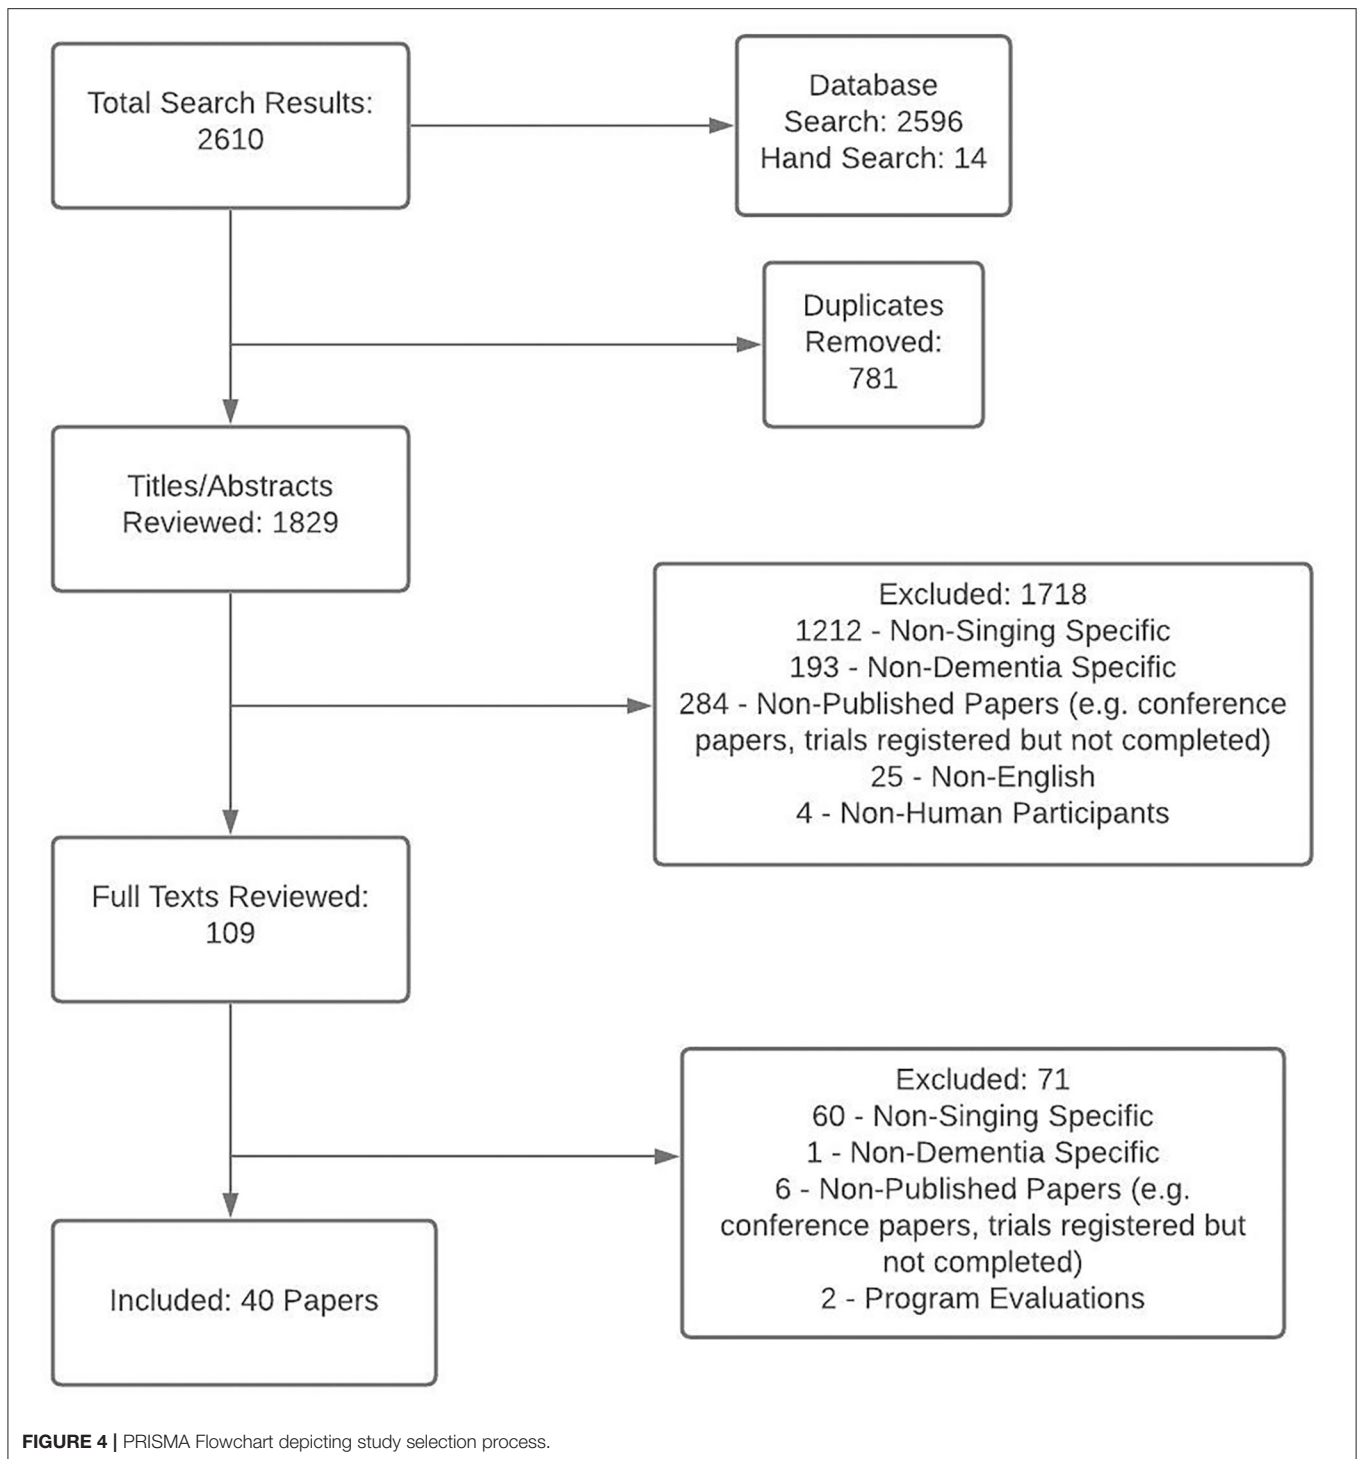 Total Search Results:
2610
Database
Search: 2596
Hand Search: 14
Duplicates
Removed:
781
Titles/Abstracts
Reviewed: 1829
Excluded: 1718
1212 - Non-Singing Specific
193 - Non-Dementia Specific
284 - Non-Published Papers (e.g. conference
papers, trials registered but not completed)
25 - Non-English
4 - Non-Human Participants
Full Texts Reviewed:
109
Excluded: 71
60 - Non-Singing Specific
1 - Non-Dementia Specific
6 - Non-Published Papers (e.g.
conference papers, trials registered but
not completed)
2 - Program Evaluations
Included: 40 Papers
FIGURE 4 | PRISMA Flowchart depicting study selection process.